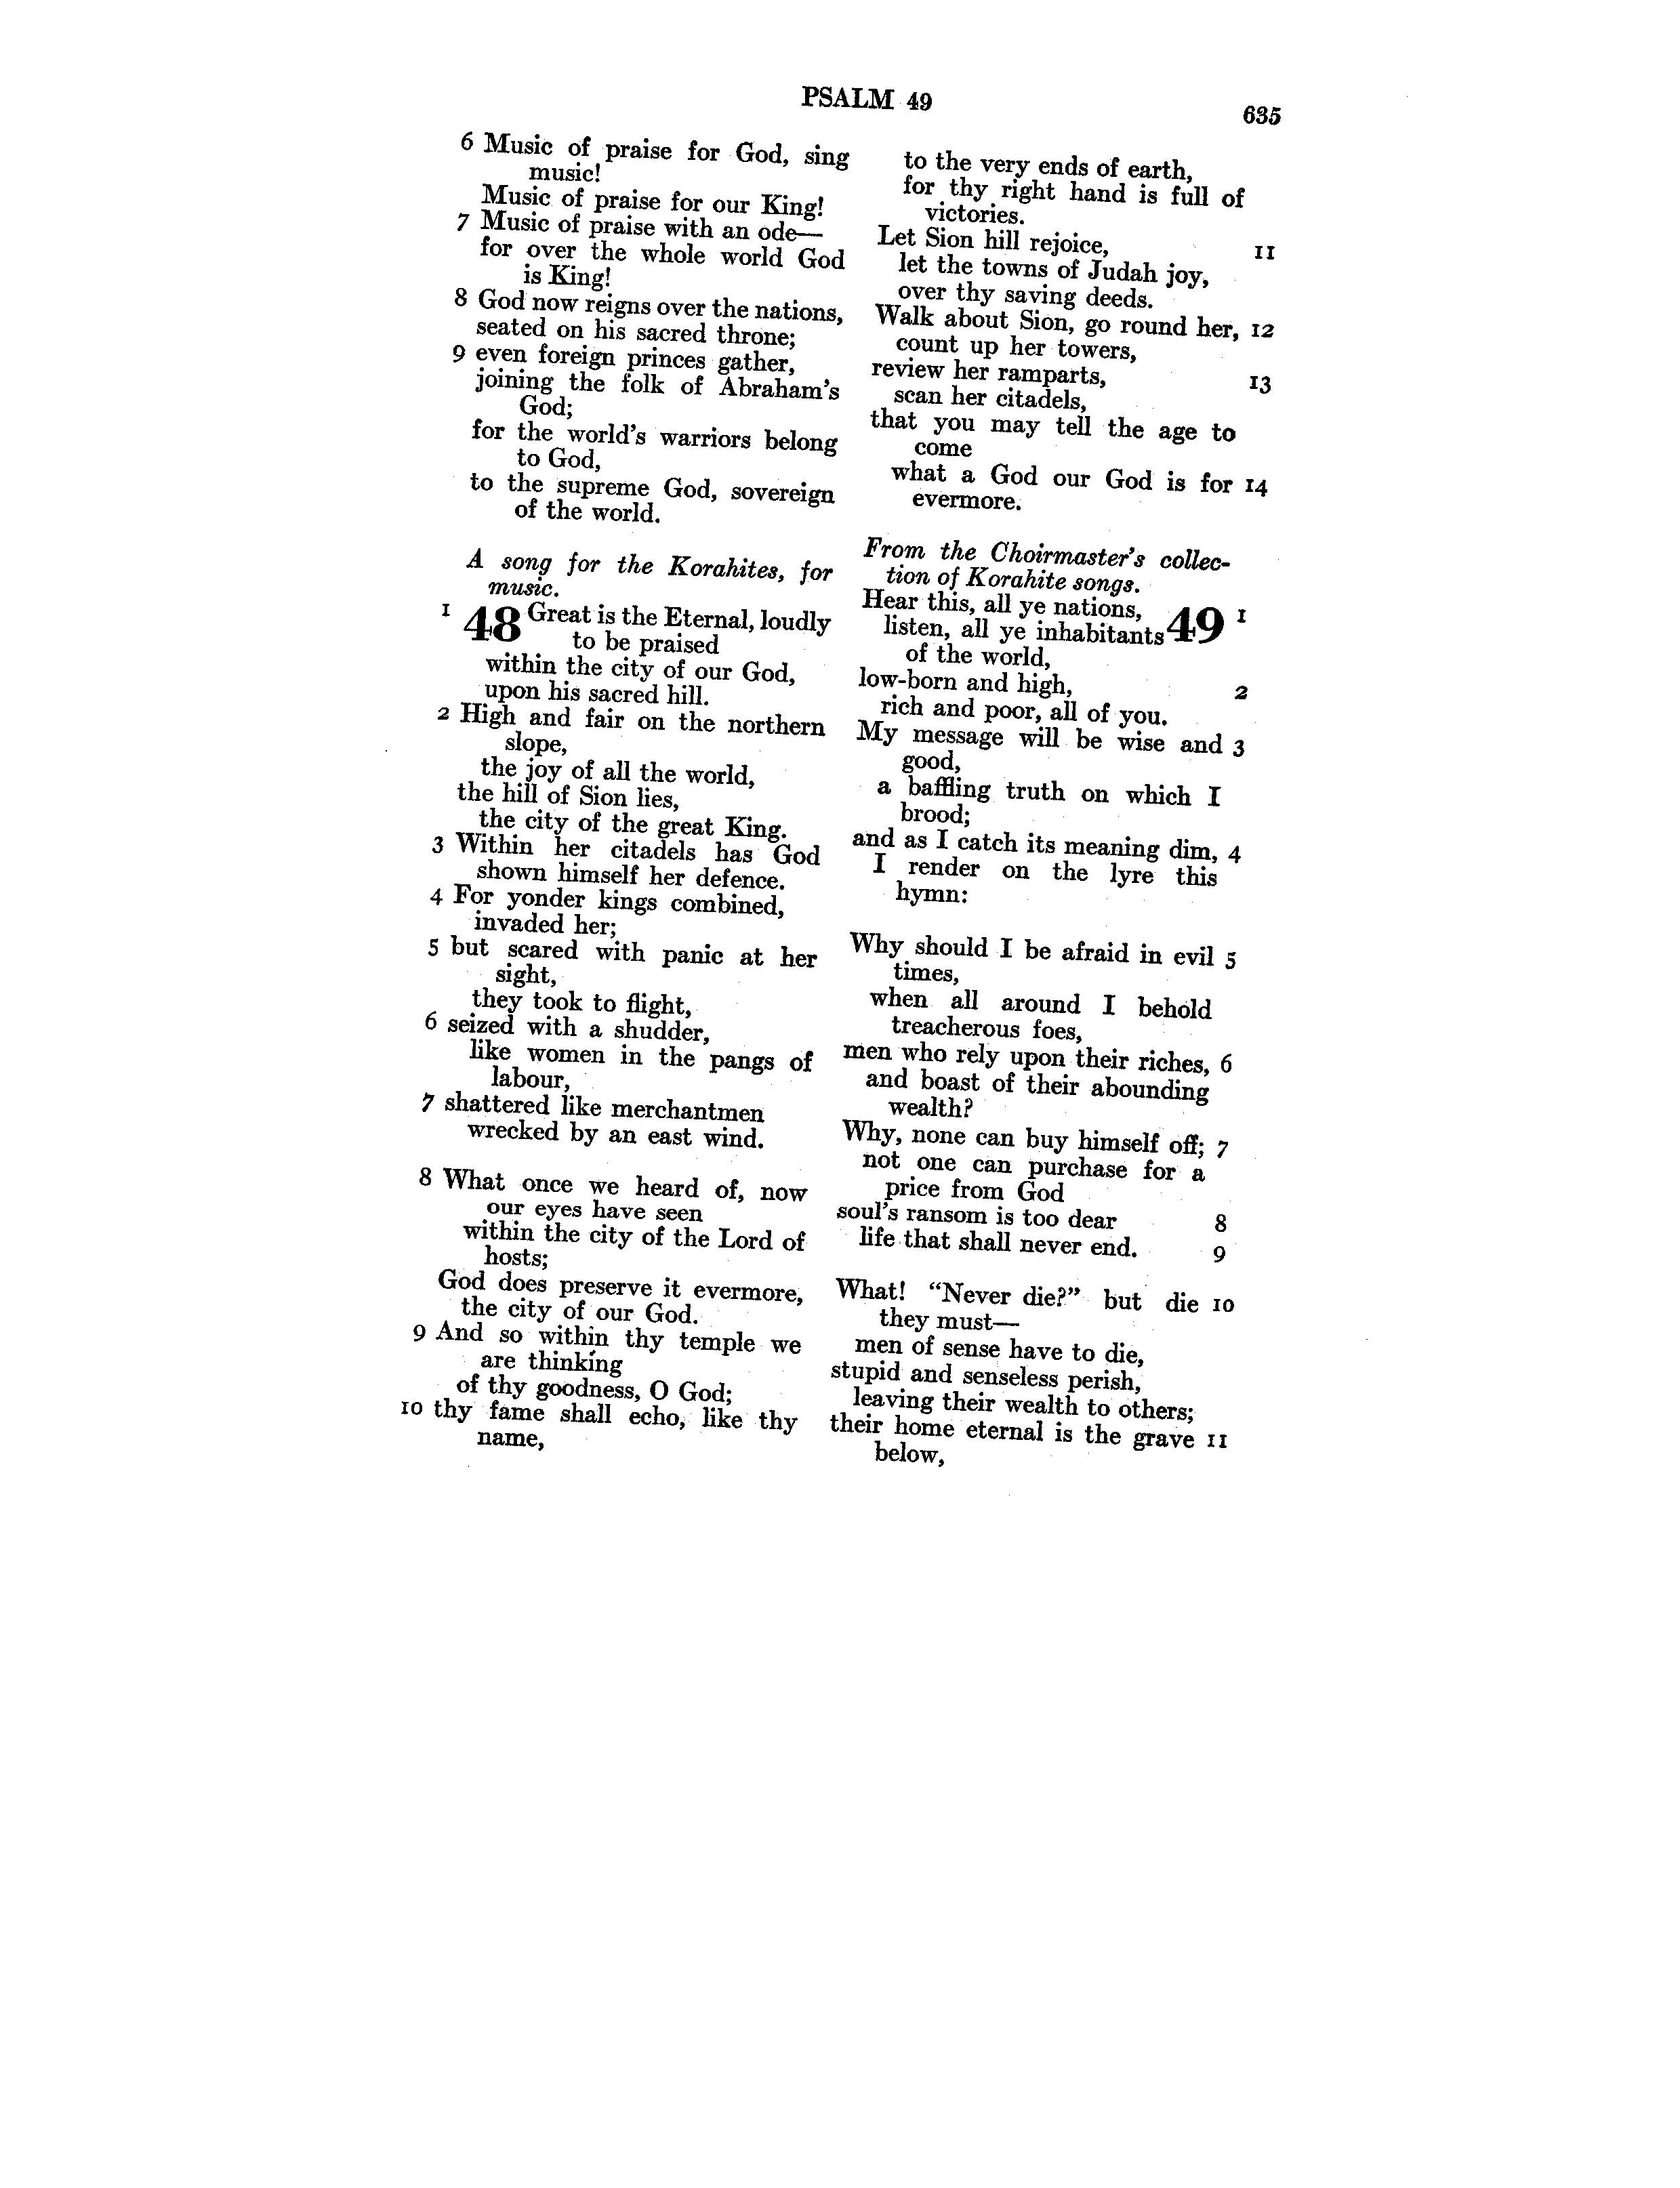 PSALM 49
635
6 Music of praise for God, sing
music!
Music of praise for our King!
7 Music of praise with an ode—
for over the whole world God
is King!
8 God now reigns over the nations,
seated on his sacred throne;
9 even foreign princes gather,
joining the folk of Abraham's
God;
for the world's warriors belong
to God,
to the supreme God, sovereign
of the world.
A song for the Korahites, for
music.
1 48 Great is the Eternal, loudly
to be praised
within the city of our God,
upon his sacred hill.
2 High and fair on the northern
slope,
the joy of all the world,
the hill of Sion lies,
the city of the great King.
3 Within her citadels has God
shown himself her defence.
4 For yonder kings combined,
invaded her;
5 but scared with panic at her
sight,
they took to flight,
6 seized with a shudder,
like women in the pangs of
labour,
7 shattered like merchantmen
wrecked by an east wind.
8 What once we heard of, now
our eyes have seen
within the city of the Lord of
hosts;
God does preserve it evermore,
the city of our God.
9 And so within thy temple we
are thinking
of thy goodness, O God;
10 thy fame shall echo, like thy
name,
to the very ends of earth,
for thy right hand is full of
victories.
Let Sion hill rejoice, 11
let the towns of Judah joy,
over thy saving deeds.
Walk about Sion, go round her, 12
count up her towers,
review her ramparts, 13
scan her citadels,
that you may tell the age to
come
what a God our God is for 14
evermore.
From the Choirmaster's collec-
tion of Korahite songs.
Hear this, all ye nations, 49 1
listen, all ye inhabitants
of the world,
low-born and high, 2
rich and poor, all of you.
My message will be wise and 3
good,
a baffling truth on which I
brood;
and as I catch its meaning dim, 4
I render on the lyre this
hymn:
Why should I be afraid in evil 5
times,
when all around I behold
treacherous foes,
men who rely upon their riches, 6
and boast of their abounding
wealth?
Why, none can buy himself off; 7
not one can purchase for a
price from God
soul's ransom is too dear 8
life that shall never end. 9
What! “Never die?” but die 10
they must—
men of sense have to die,
stupid and senseless perish,
leaving their wealth to others;
their home eternal is the grave 11
below,